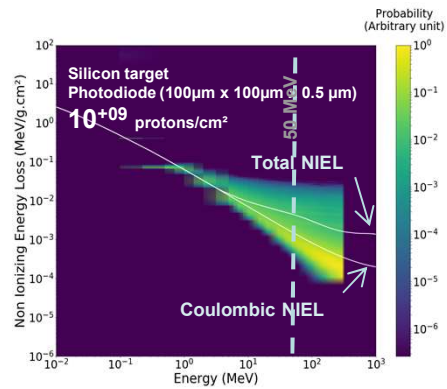 Probability
(Arbitrary unit)
10^2
10^1
10^0
10^-1
10^-2
10^-3
10^-4
10^-5
10^-6
Non Ionizing Energy Loss (MeV/g.cm²)
Silicon target
Photodiode (100µm x 100µm 0.5 µm)
10^+09 protons/cm²
50 MeV
Total NIEL
Coulombic NIEL
10^-2
10^-1
10^0
10^1
10^2
10^3
Energy (MeV)
10^0
10^-1
10^-2
10^-3
10^-4
10^-5
10^-6